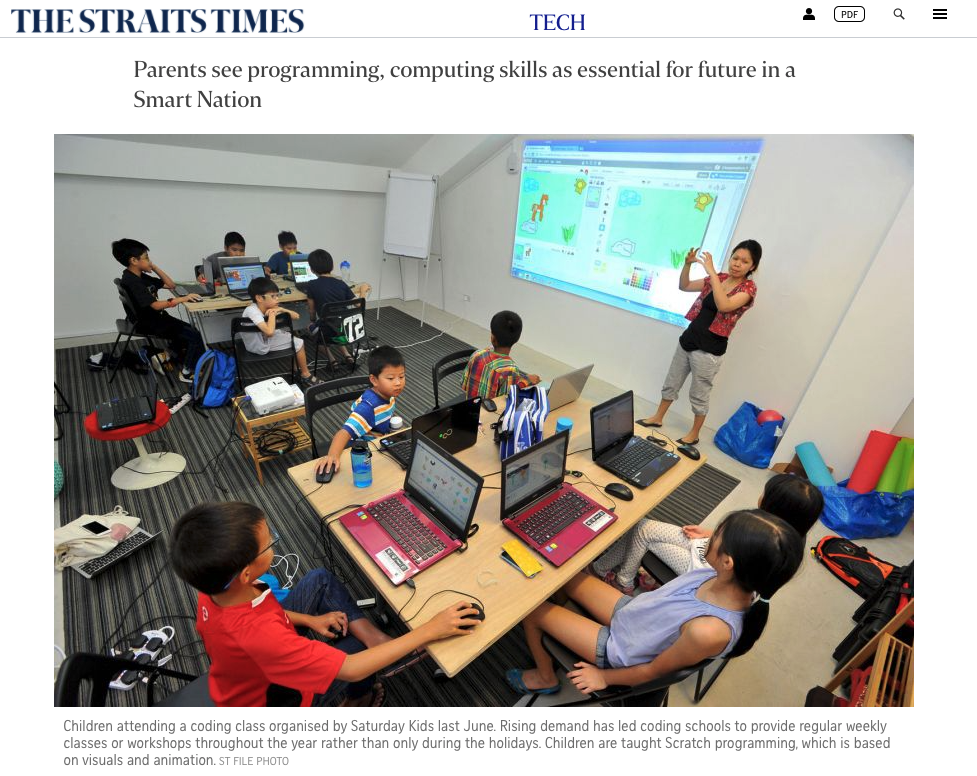 THE STRAITS TIMES
TECH
PDF
Parents see programming, computing skills as essential for future in a
Smart Nation
72
Children attending a coding class organised by Saturday Kids last June. Rising demand has led coding schools to provide regular weekly
classes or workshops throughout the year rather than only during the holidays. Children are taught Scratch programming, which is based
on visuals and animation. ST FILE PHOTO